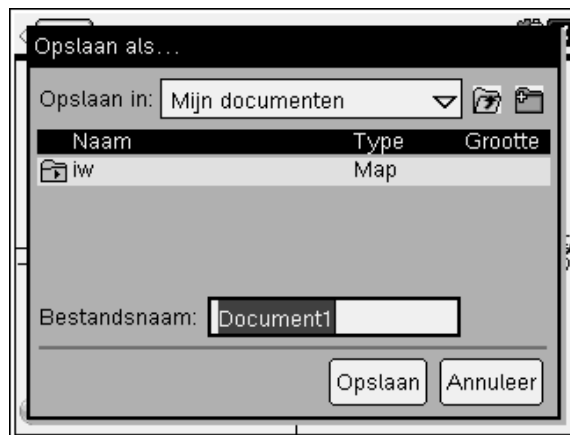 Opslaan als...
Opslaan in: Mijn documenten
Naam Type Grootte
iw Map
Bestandsnaam: Document1
Opslaan Annuleer